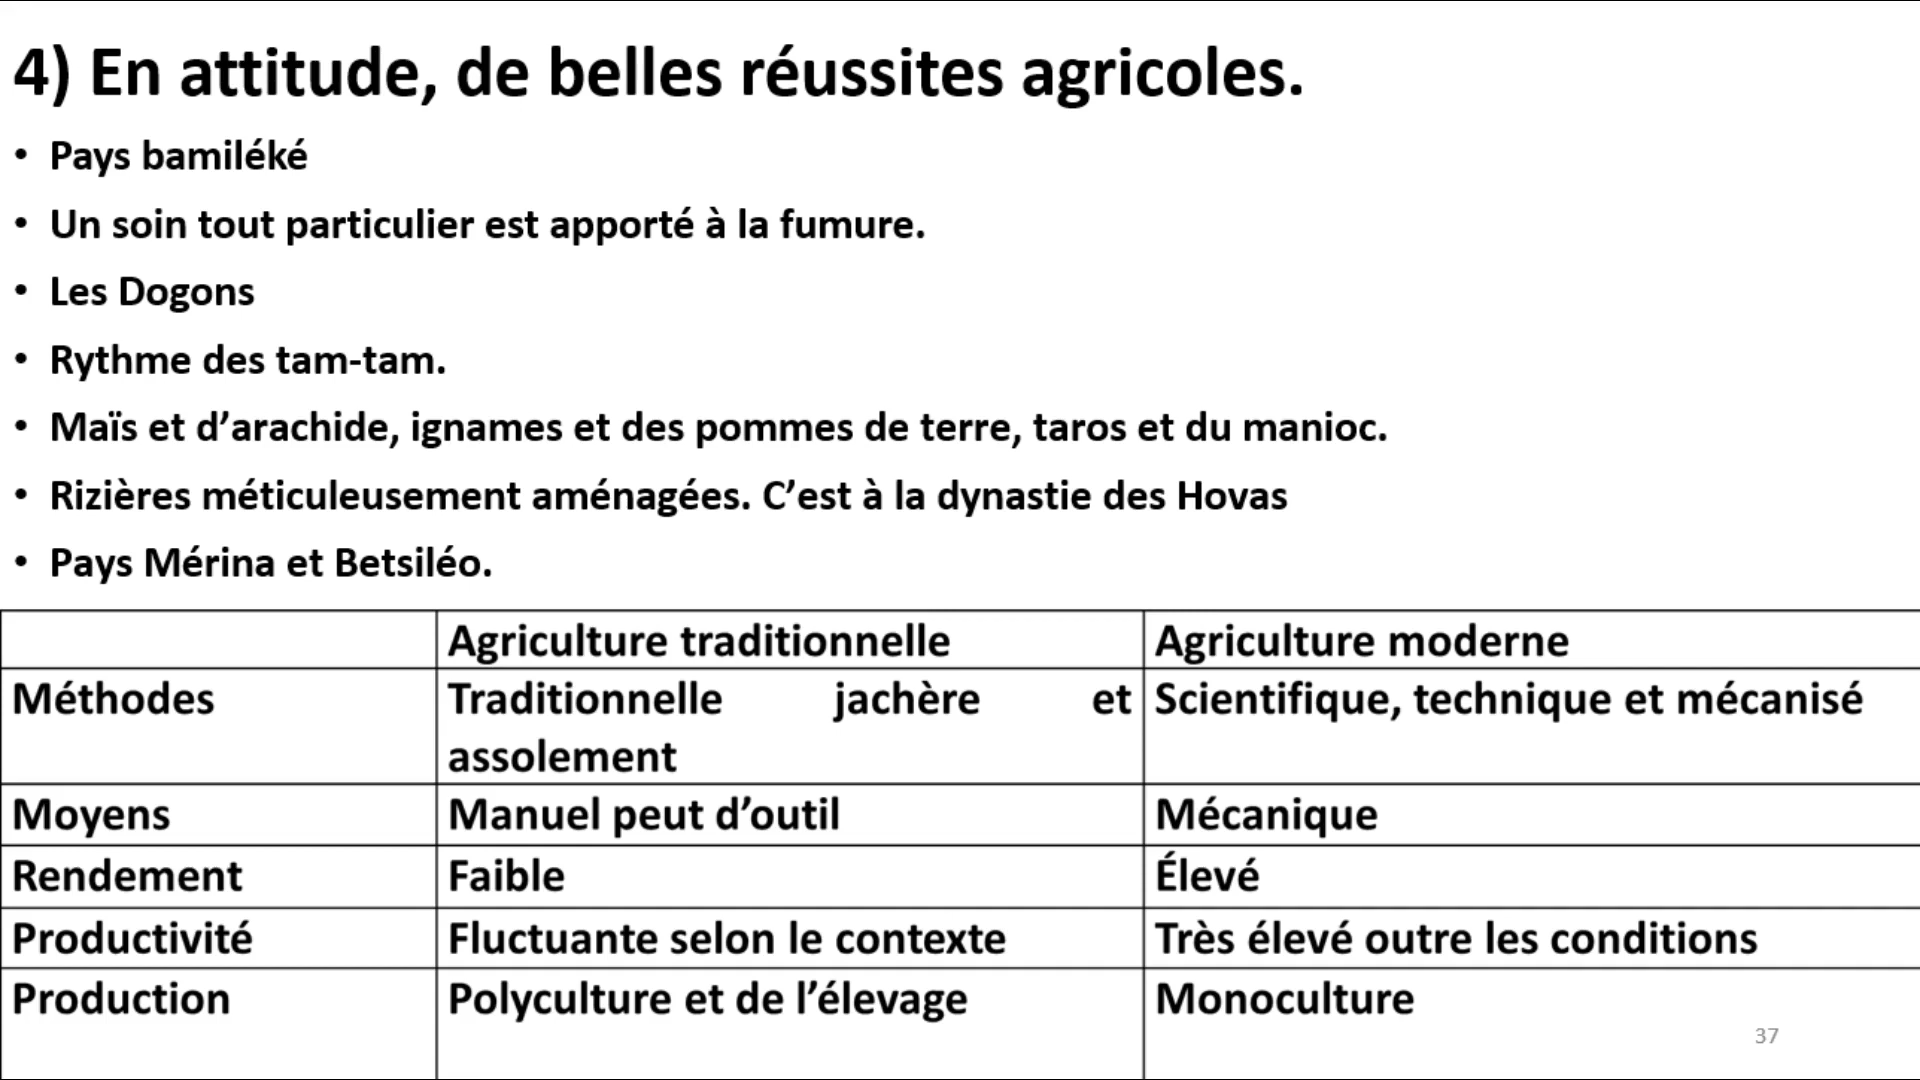 4) En attitude, de belles réussites agricoles.
• Pays bamiléké
• Un soin tout particulier est apporté à la fumure.
• Les Dogons
• Rythme des tam-tam.
• Maïs et d’arachide, ignames et des pommes de terre, taros et du manioc.
• Rizières méticuleusement aménagées. C’est à la dynastie des Hovas
• Pays Mérina et Betsiléo.
Agriculture traditionnelle Agriculture moderne
Méthodes Traditionnelle jachère et Scientifique, technique et mécanisé
assolement
Moyens Manuel peut d’outil Mécanique
Rendement Faible Élevé
Productivité Fluctuante selon le contexte Très élevé outre les conditions
Production Polyculture et de l’élevage Monoculture
37